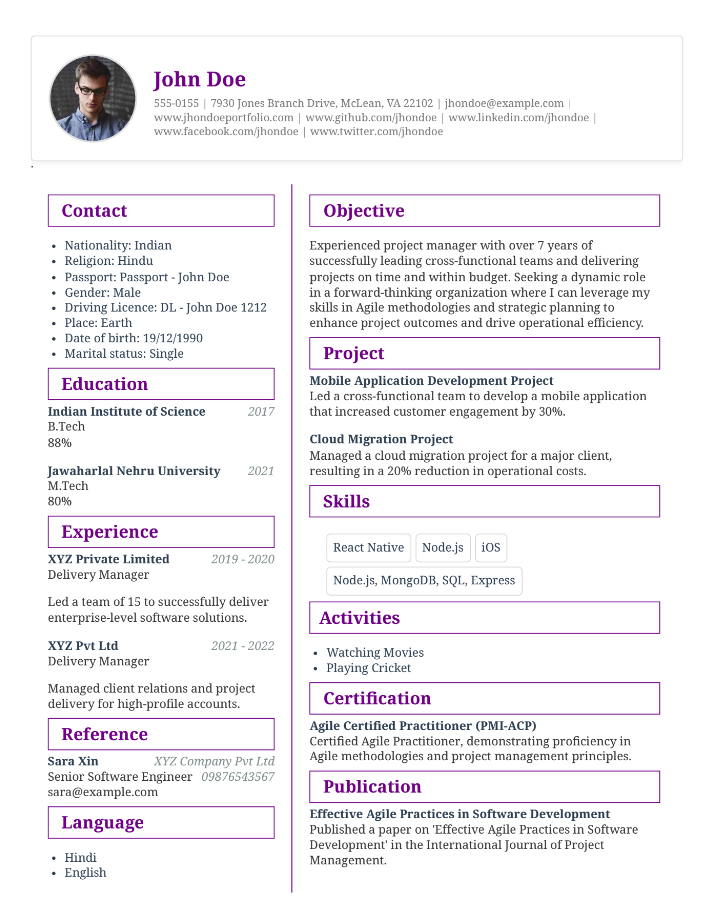 John Doe
555-0155 | 7930 Jones Branch Drive, McLean, VA 22102 | jhondoe@example.com |
www.jhondoeportfolio.com | www.github.com/jhondoe | www.linkedin.com/jhondoe |
www.facebook.com/jhondoe | www.twitter.com/jhondoe
.
Contact
• Nationality: Indian
• Religion: Hindu
• Passport: Passport - John Doe
• Gender: Male
• Driving Licence: DL - John Doe 1212
• Place: Earth
• Date of birth: 19/12/1990
• Marital status: Single
Education
Indian Institute of Science 2017
B.Tech
88%
Jawaharlal Nehru University 2021
M.Tech
80%
Experience
XYZ Private Limited 2019 - 2020
Delivery Manager
Led a team of 15 to successfully deliver
enterprise-level software solutions.
XYZ Pvt Ltd 2021 - 2022
Delivery Manager
Managed client relations and project
delivery for high-profile accounts.
Reference
Sara Xin XYZ Company Pvt Ltd
Senior Software Engineer 09876543567
sara@example.com
Language
• Hindi
• English
Objective
Experienced project manager with over 7 years of
successfully leading cross-functional teams and delivering
projects on time and within budget. Seeking a dynamic role
in a forward-thinking organization where I can leverage my
skills in Agile methodologies and strategic planning to
enhance project outcomes and drive operational efficiency.
Project
Mobile Application Development Project
Led a cross-functional team to develop a mobile application
that increased customer engagement by 30%.
Cloud Migration Project
Managed a cloud migration project for a major client,
resulting in a 20% reduction in operational costs.
Skills
React Native Node.js iOS
Node.js, MongoDB, SQL, Express
Activities
• Watching Movies
• Playing Cricket
Certification
Agile Certified Practitioner (PMI-ACP)
Certified Agile Practitioner, demonstrating proficiency in
Agile methodologies and project management principles.
Publication
Effective Agile Practices in Software Development
Published a paper on 'Effective Agile Practices in Software
Development' in the International Journal of Project
Management.